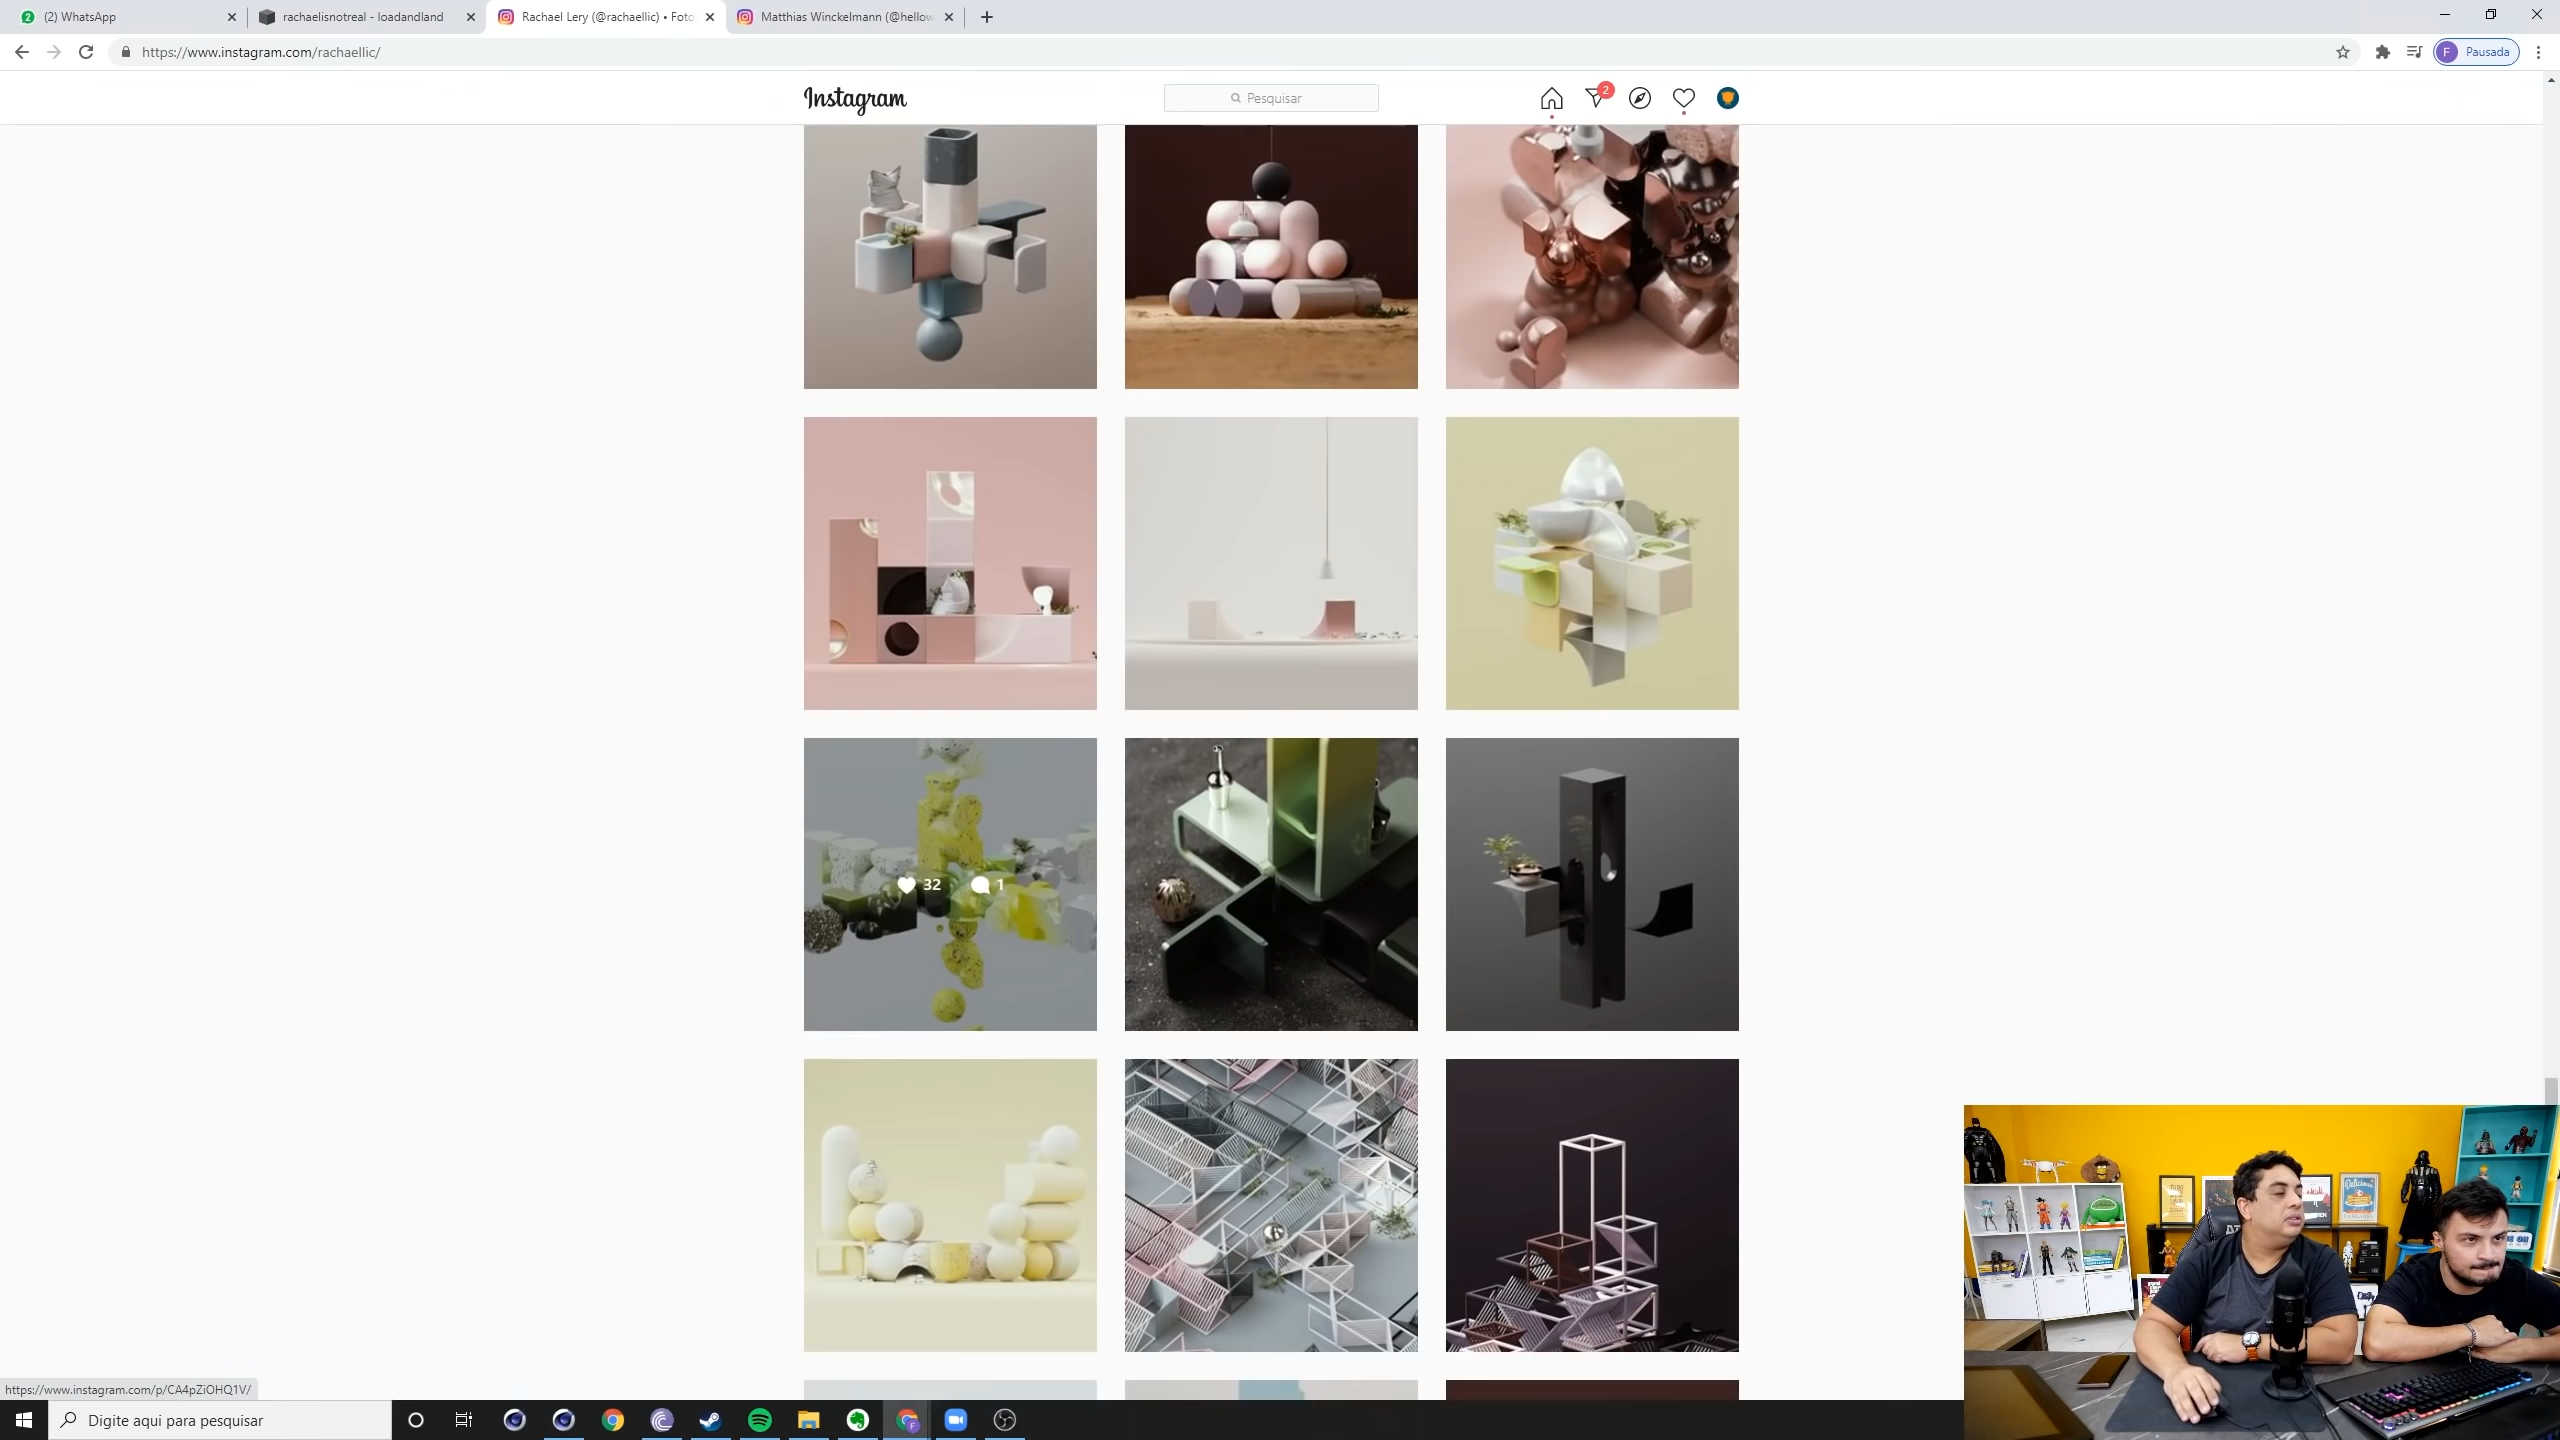 (2) WhatsApp
rachaelisnotreal - loadandland
Rachael Lery (@rachaellic) • Foto
Matthias Winckelmann (@hellow
https://www.instagram.com/rachaellic/
Pausada
Instagram
Pesquisar
2
32
1
https://www.instagram.com/p/CA4pZiOHQ1V/
Digite aqui para pesquisar